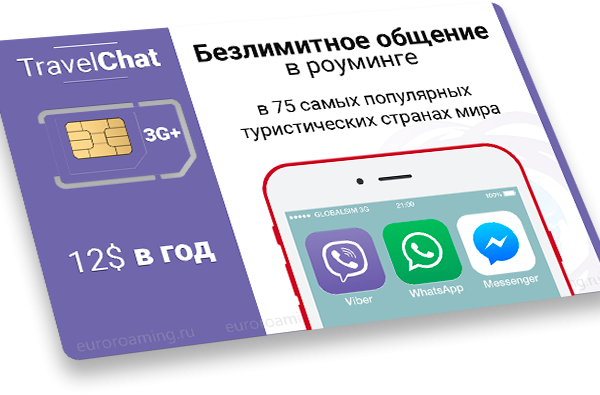 TravelChat
3G+
12$ в год
Безлимитное общение
в роуминге
в 75 самых популярных
туристических странах мира
GLOBALSIM 3G 21:00 100%
Viber WhatsApp Messenger
euroroaming.ru
euroroaming.ru